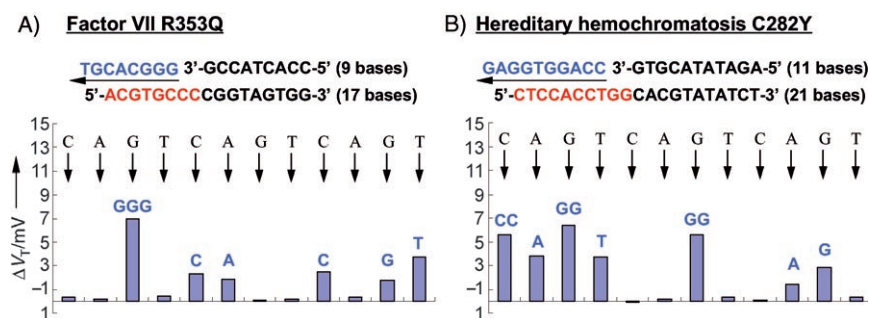 A) Factor VII R353Q
TGCACGGG 3’-GCCATCACC-5’ (9 bases)
5’-ACGTGCCCCGGTAGTGG-3’ (17 bases)
C A G T C A G T C A G T
ΔVT/mV
15
13
11
9
7
5
3
–1
1
GGG
C
A
C
G
T
B) Hereditary hemochromatosis C282Y
GAGGTGGACC 3’-GTGCATATAGA-5’ (11 bases)
5’-CTCCACCTGGCACGTATATCT-3’ (21 bases)
C A G T C A G T C A G T
15
13
11
9
7
5
3
–1
1
CC
A
GG
T
GG
A
G